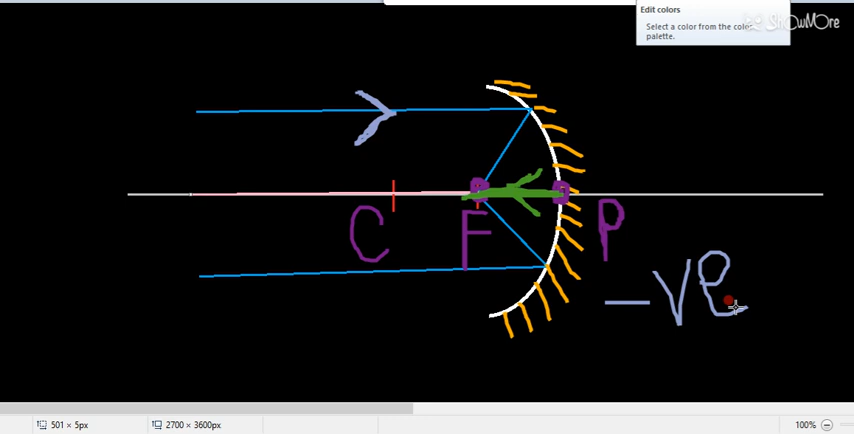 Edit colors
Select a color from the color
palette.
ShowMore
C
F
P
-ve
501 × 5px
2700 × 3600px
100%